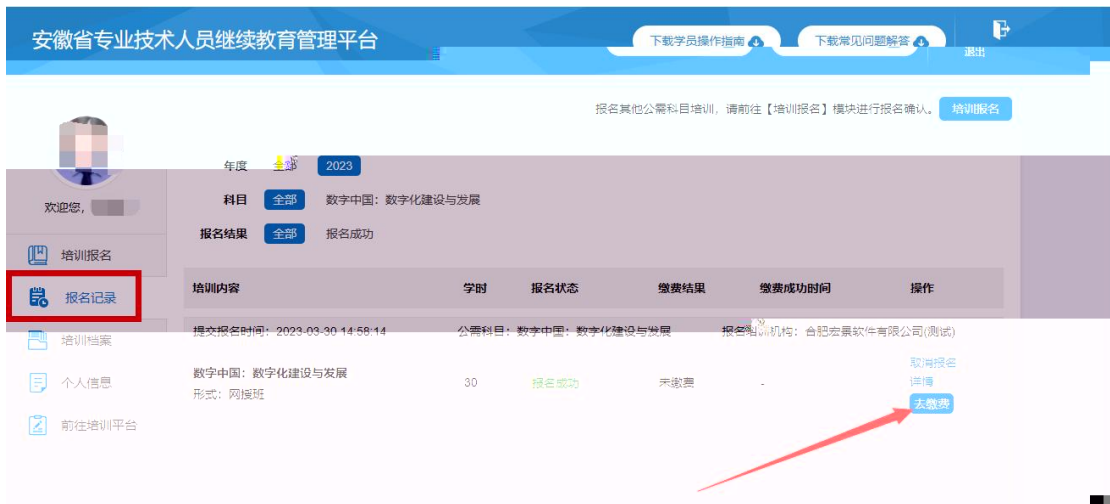 安徽省专业技术人员继续教育管理平台
下载学员操作指南
下载常见问题解答
退出
报名其他公需科目培训，请前往【培训报名】模块进行报名确认。
培训报名
年度 全部 2023
欢迎您，
科目 全部 数字中国：数字化建设与发展
报名结果 全部 报名成功
培训报名
报名记录
培训档案
个人信息
前往培训平台
培训内容 学时 报名状态 缴费结果 缴费成功时间 操作
提交报名时间：2023-03-30 14:58:14 公需科目：数字中国：数字化建设与发展 报名培训机构：合肥宏景软件有限公司(测试)
数字中国：数字化建设与发展
形式：网授班
30 报名成功 未缴费 -
取消报名
详情
去缴费